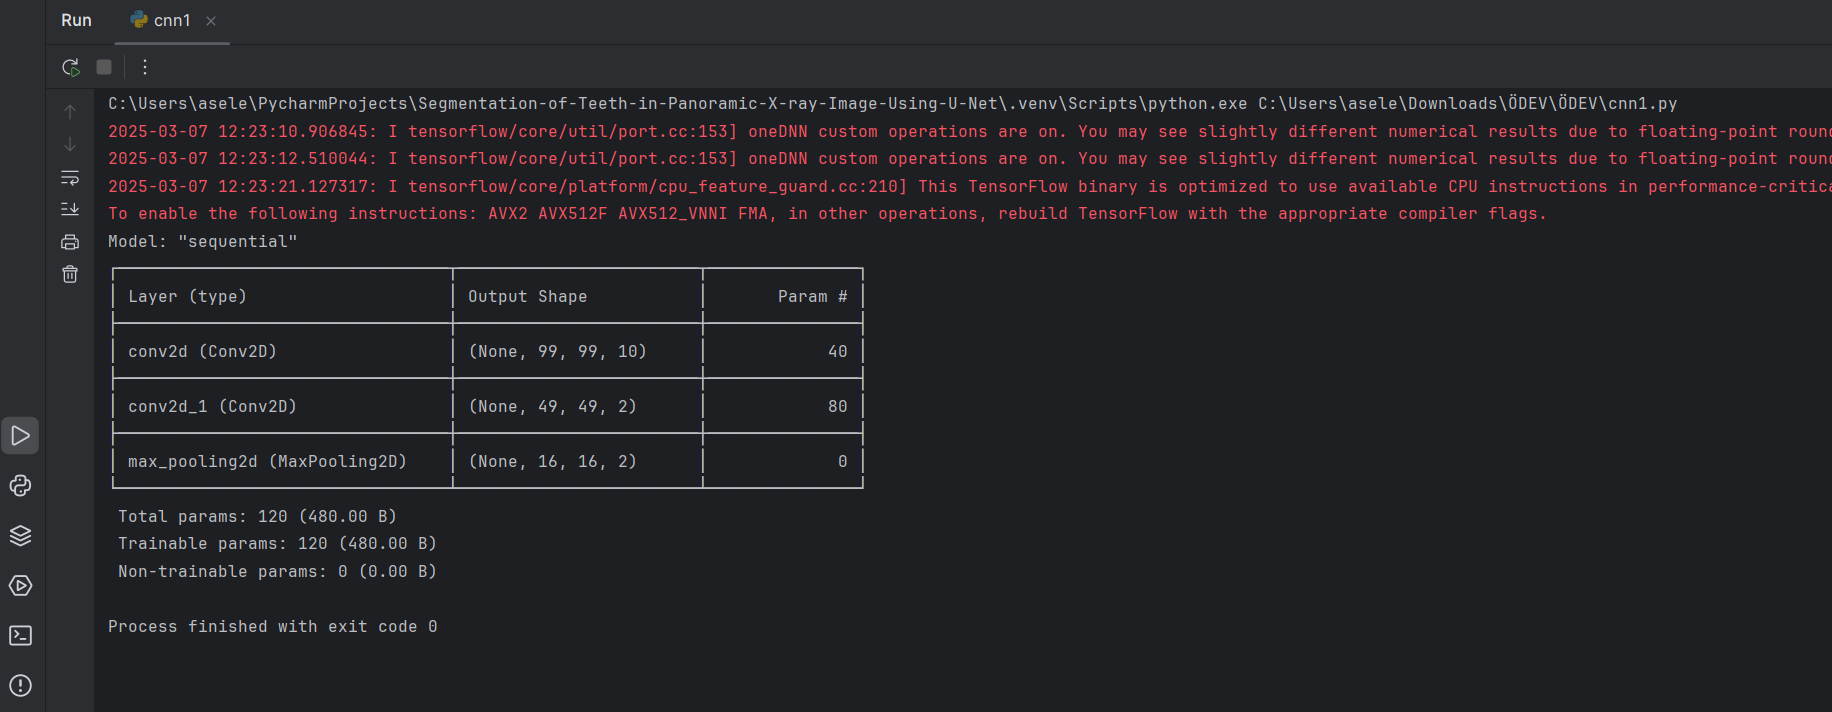 Run cnn1
C:\Users\asele\PycharmProjects\Segmentation-of-Teeth-in-Panoramic-X-ray-Image-Using-U-Net\.venv\Scripts\python.exe C:\Users\asele\Downloads\ÖDEV\ÖDEV\cnn1.py
2025-03-07 12:23:10.906845: I tensorflow/core/util/port.cc:153] oneDNN custom operations are on. You may see slightly different numerical results due to floating-point roun
2025-03-07 12:23:12.510044: I tensorflow/core/util/port.cc:153] oneDNN custom operations are on. You may see slightly different numerical results due to floating-point roun
2025-03-07 12:23:21.127317: I tensorflow/core/platform/cpu_feature_guard.cc:210] This TensorFlow binary is optimized to use available CPU instructions in performance-critic
To enable the following instructions: AVX2 AVX512F AVX512_VNNI FMA, in other operations, rebuild TensorFlow with the appropriate compiler flags.
Model: "sequential"
Layer (type) Output Shape Param #
conv2d (Conv2D) (None, 99, 99, 10) 40
conv2d_1 (Conv2D) (None, 49, 49, 2) 80
max_pooling2d (MaxPooling2D) (None, 16, 16, 2) 0
Total params: 120 (480.00 B)
Trainable params: 120 (480.00 B)
Non-trainable params: 0 (0.00 B)
Process finished with exit code 0